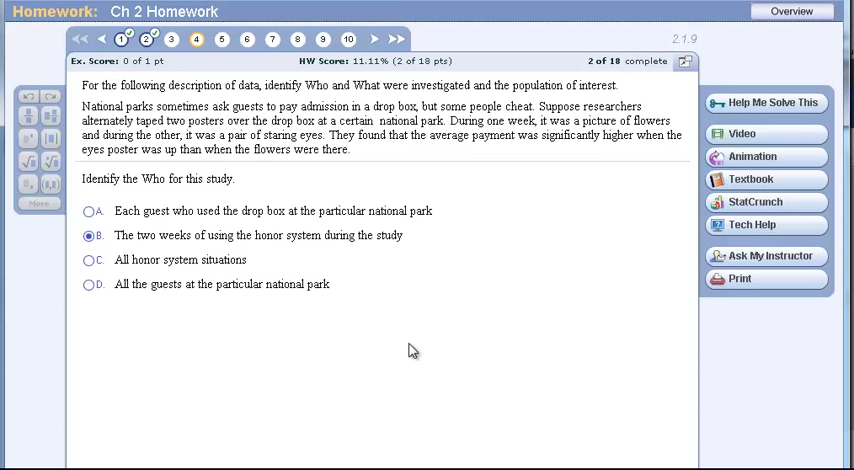 Homework: Ch 2 Homework
Overview
1 2 3 4 5 6 7 8 9 10
2.1.9
Ex. Score: 0 of 1 pt
HW Score: 11.11% (2 of 18 pts)
2 of 18 complete
For the following description of data, identify Who and What were investigated and the population of interest.
National parks sometimes ask guests to pay admission in a drop box, but some people cheat. Suppose researchers
alternately taped two posters over the drop box at a certain national park. During one week, it was a picture of flowers
and during the other, it was a pair of staring eyes. They found that the average payment was significantly higher when the
eyes poster was up than when the flowers were there.
Identify the Who for this study.
A. Each guest who used the drop box at the particular national park
B. The two weeks of using the honor system during the study
C. All honor system situations
D. All the guests at the particular national park
More
Help Me Solve This
Video
Animation
Textbook
StatCrunch
Tech Help
Ask My Instructor
Print